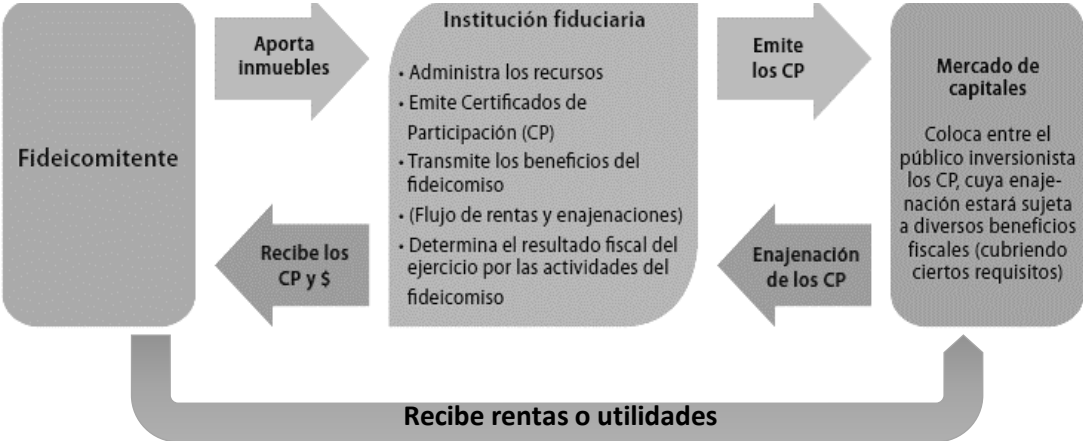 Fideicomitente
Aporta
inmuebles
Recibe los
CP y $
Institución fiduciaria
• Administra los recursos
• Emite Certificados de
Participación (CP)
• Transmite los beneficios del
fideicomiso
• (Flujo de rentas y enajenaciones)
• Determina el resultado fiscal del
ejercicio por las actividades del
fideicomiso
Emite
los CP
Enajenación
de los CP
Mercado de
capitales
Coloca entre el
público inversionista
los CP, cuya enaje-
nación estará sujeta
a diversos beneficios
fiscales (cubriendo
ciertos requisitos)
Recibe rentas o utilidades